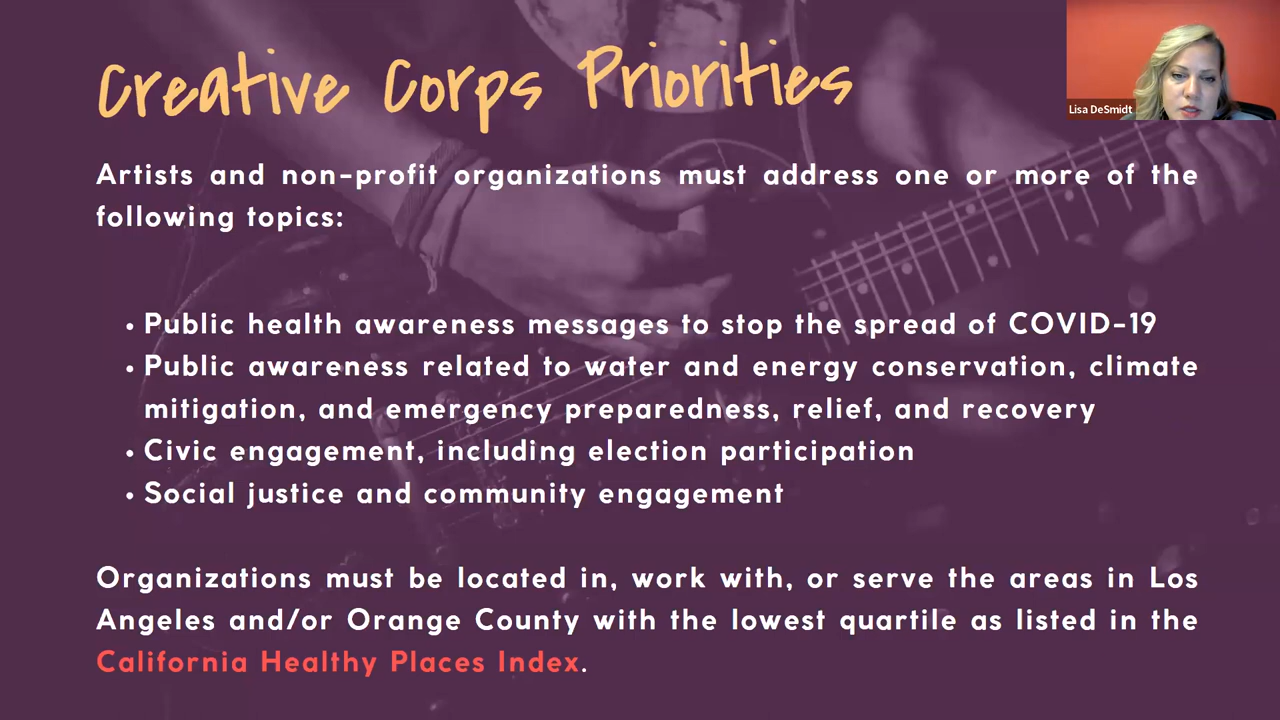 Creative Corps Priorities
Lisa DeSmidt
Artists and non-profit organizations must address one or more of the
following topics:
• Public health awareness messages to stop the spread of COVID-19
• Public awareness related to water and energy conservation, climate
mitigation, and emergency preparedness, relief, and recovery
• Civic engagement, including election participation
• Social justice and community engagement
Organizations must be located in, work with, or serve the areas in Los
Angeles and/or Orange County with the lowest quartile as listed in the
California Healthy Places Index.